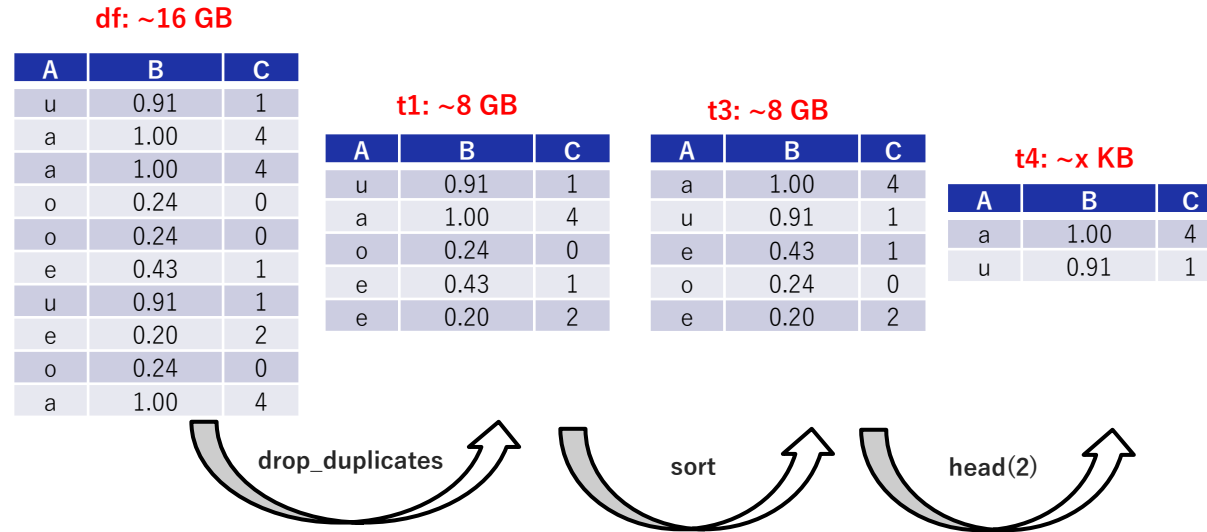 df: ~16 GB
A B C
u 0.91 1
a 1.00 4
a 1.00 4
o 0.24 0
o 0.24 0
e 0.43 1
u 0.91 1
e 0.20 2
o 0.24 0
a 1.00 4
t1: ~8 GB
A B C
u 0.91 1
a 1.00 4
o 0.24 0
e 0.43 1
e 0.20 2
t3: ~8 GB
A B C
a 1.00 4
u 0.91 1
e 0.43 1
o 0.24 0
e 0.20 2
t4: ~x KB
A B C
a 1.00 4
u 0.91 1
drop_duplicates
sort
head(2)